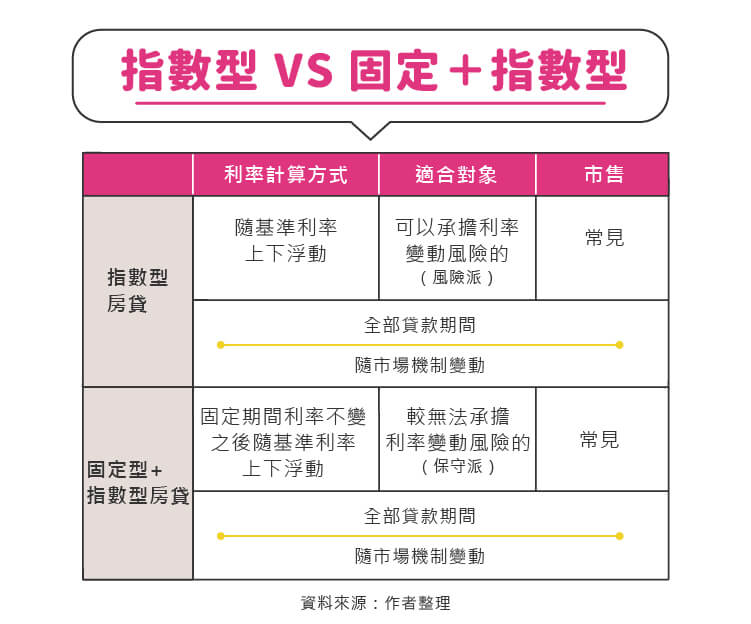 指數型 VS 固定＋指數型
利率計算方式
適合對象
市售
指數型
房貸
隨基準利率
上下浮動
可以承擔利率
變動風險的
（風險派）
常見
全部貸款期間
隨市場機制變動
固定型+
指數型房貸
固定期間利率不變
之後隨基準利率
上下浮動
較無法承擔
利率變動風險的
（保守派）
常見
全部貸款期間
隨市場機制變動
資料來源：作者整理